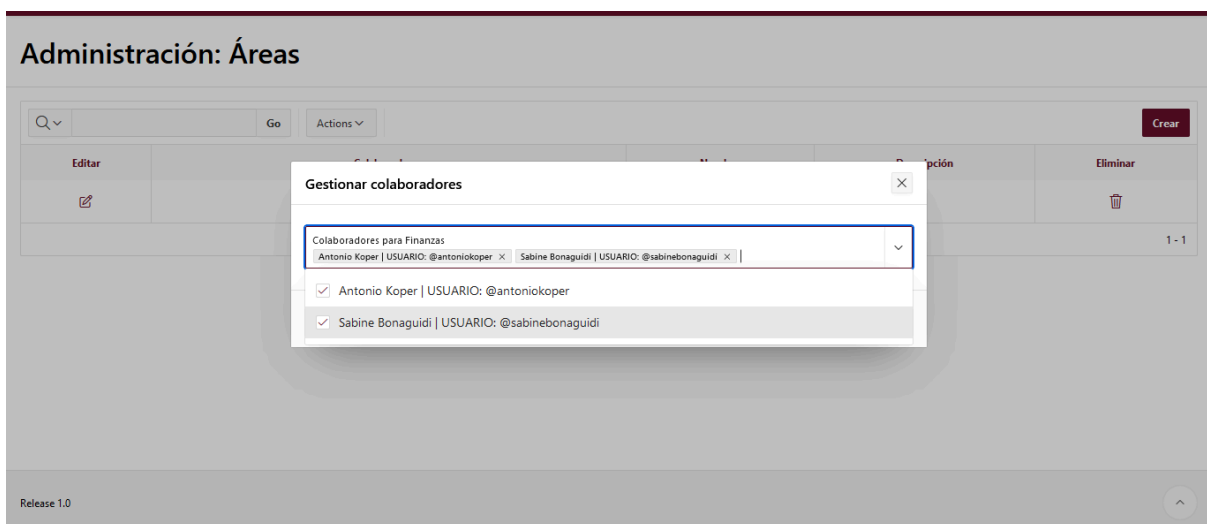 Administración: Áreas
Go Actions Crear
Editar Eliminar
Gestionar colaboradores
Colaboradores para Finanzas
Antonio Koper | USUARIO: @antoniokoper Sabine Bonaguidi | USUARIO: @sabinebonaguidi
Antonio Koper | USUARIO: @antoniokoper
Sabine Bonaguidi | USUARIO: @sabinebonaguidi
1 - 1
Release 1.0